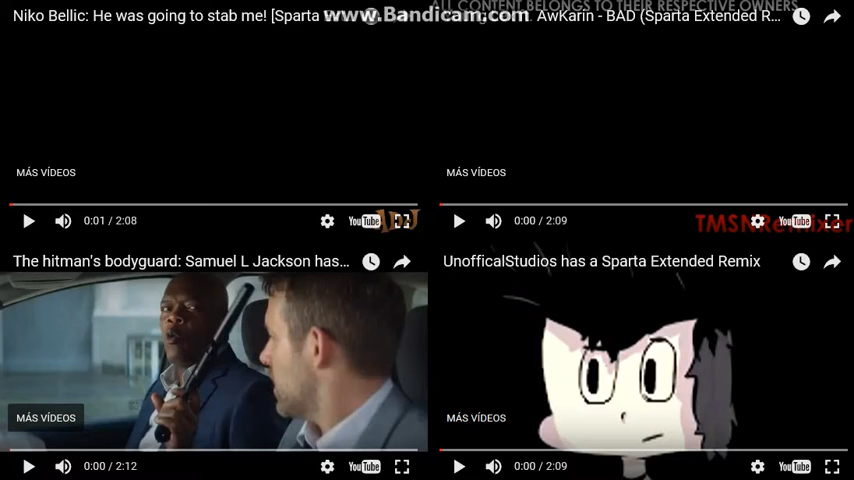 ALL CONTENT BELONGS TO THEIR RESPECTIVE OWNERS
www.Bandicam.com
Niko Bellic: He was going to stab me! [Sparta
AwKarin - BAD (Sparta Extended R...
MÁS VÍDEOS
MÁS VÍDEOS
0:01 / 2:08
YouTube
ADJ
0:00 / 2:09
YouTube
TMSNRemixer
The hitman's bodyguard: Samuel L Jackson has...
UnofficalStudios has a Sparta Extended Remix
MÁS VÍDEOS
MÁS VÍDEOS
0:00 / 2:12
YouTube
0:00 / 2:09
YouTube